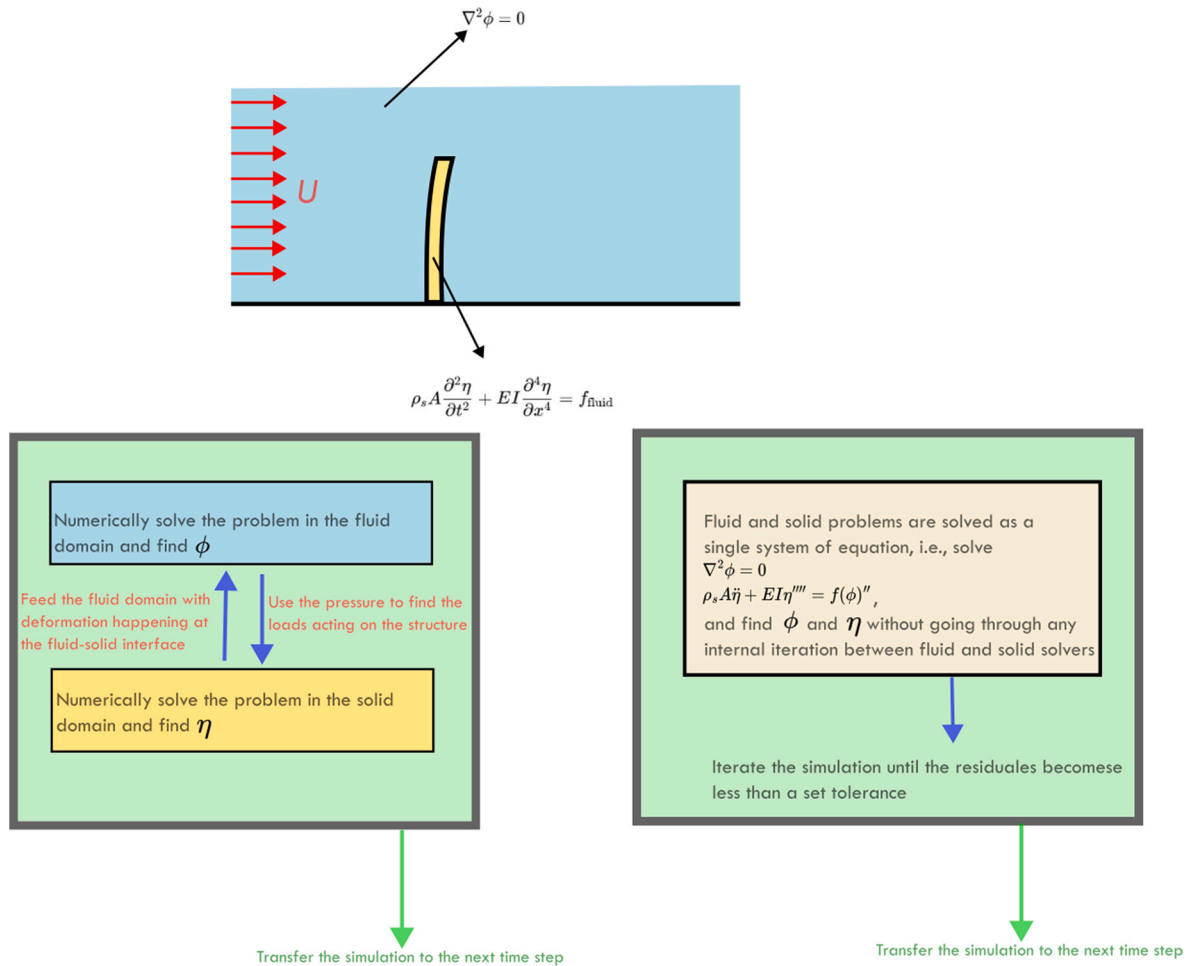 ∇²ϕ = 0
U
ρₛA ∂²η/∂t² + EI ∂⁴η/∂x⁴ = f_fluid
Numerically solve the problem in the fluid
domain and find ϕ
Feed the fluid domain with
deformation happening at
the fluid-solid interface
Use the pressure to find the
loads acting on the structure
Numerically solve the problem in the solid
domain and find η
Transfer the simulation to the next time step
Fluid and solid problems are solved as a
single system of equation, i.e., solve
∇²ϕ = 0
ρₛAη̈ + EIη'''' = f(ϕ)'',
and find ϕ and η without going through any
internal iteration between fluid and solid solvers
Iterate the simulation until the residuales becomese
less than a set tolerance
Transfer the simulation to the next time step